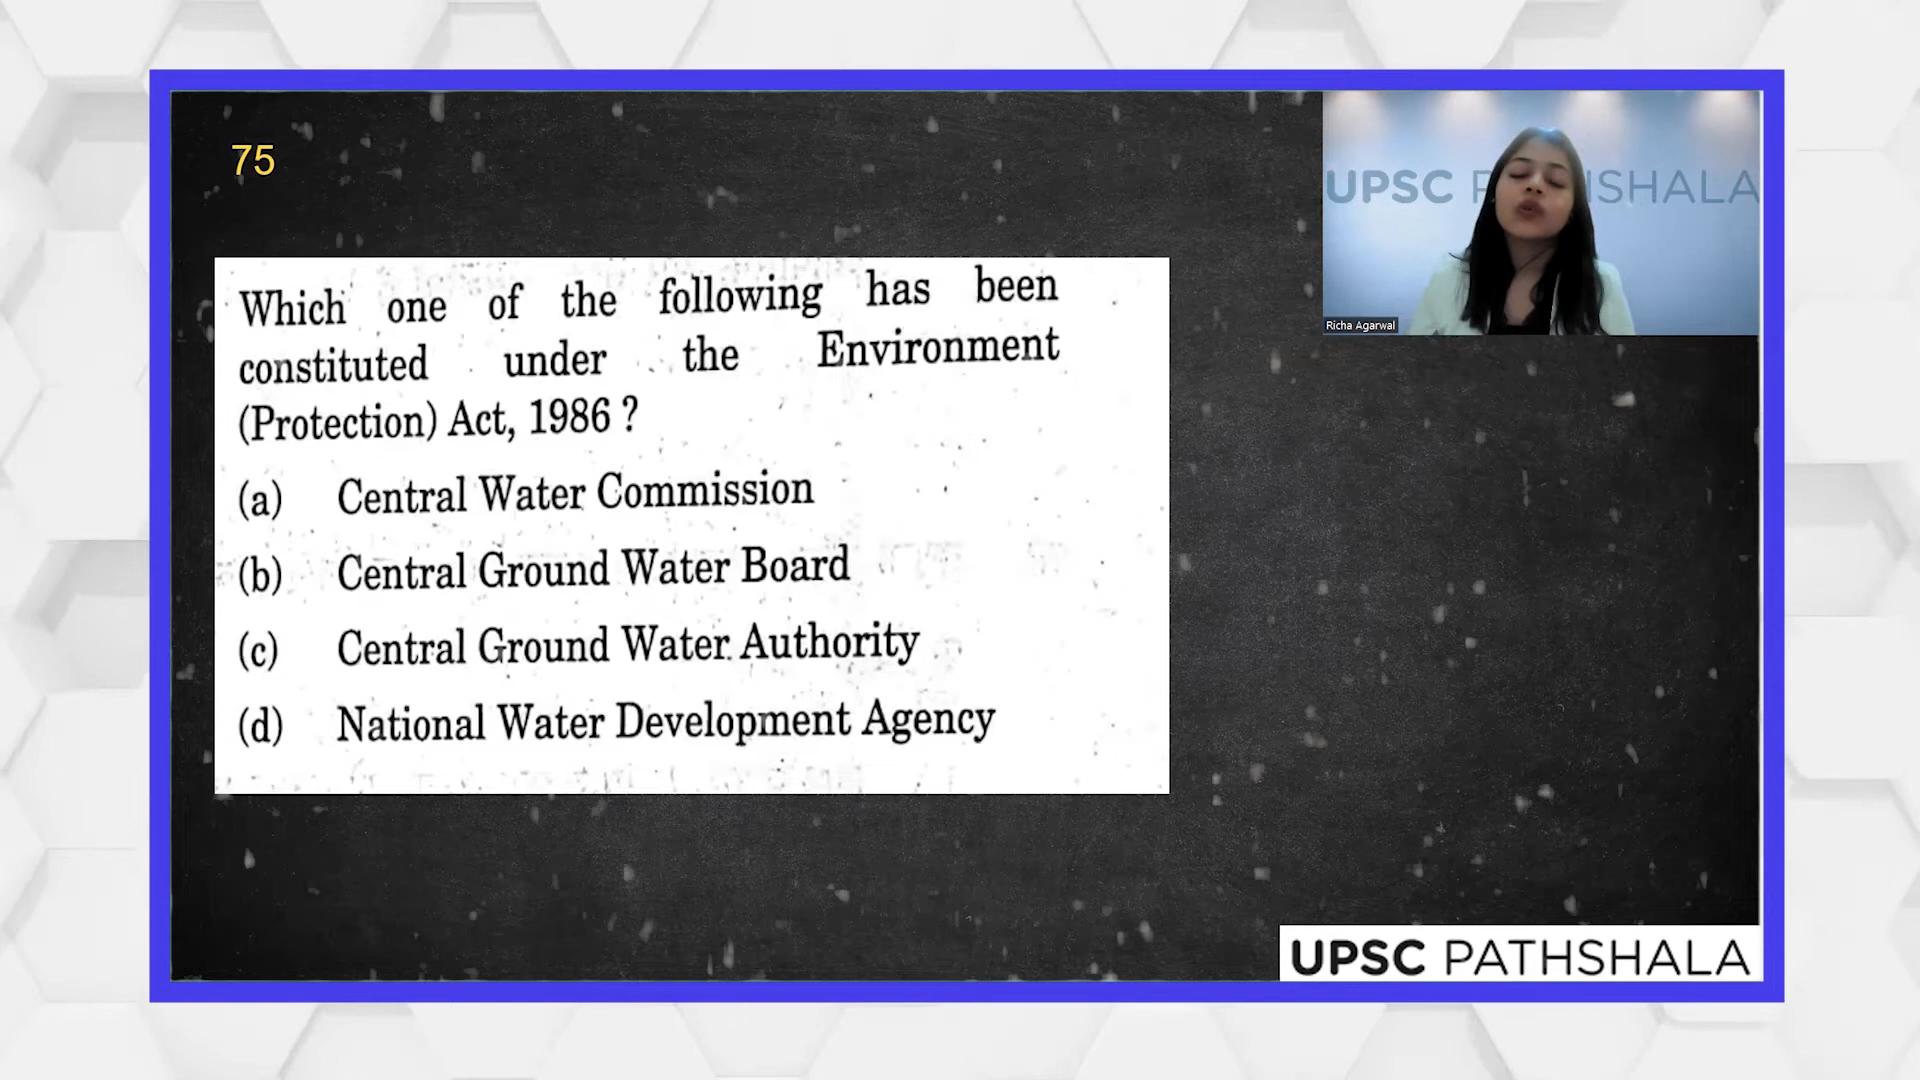 75
UPSC P SHALA
Richa Agarwal
Which one of the following has been
constituted under the Environment
(Protection) Act, 1986 ?
(a) Central Water Commission
(b) Central Ground Water Board
(c) Central Ground Water Authority
(d) National Water Development Agency
UPSC PATHSHALA